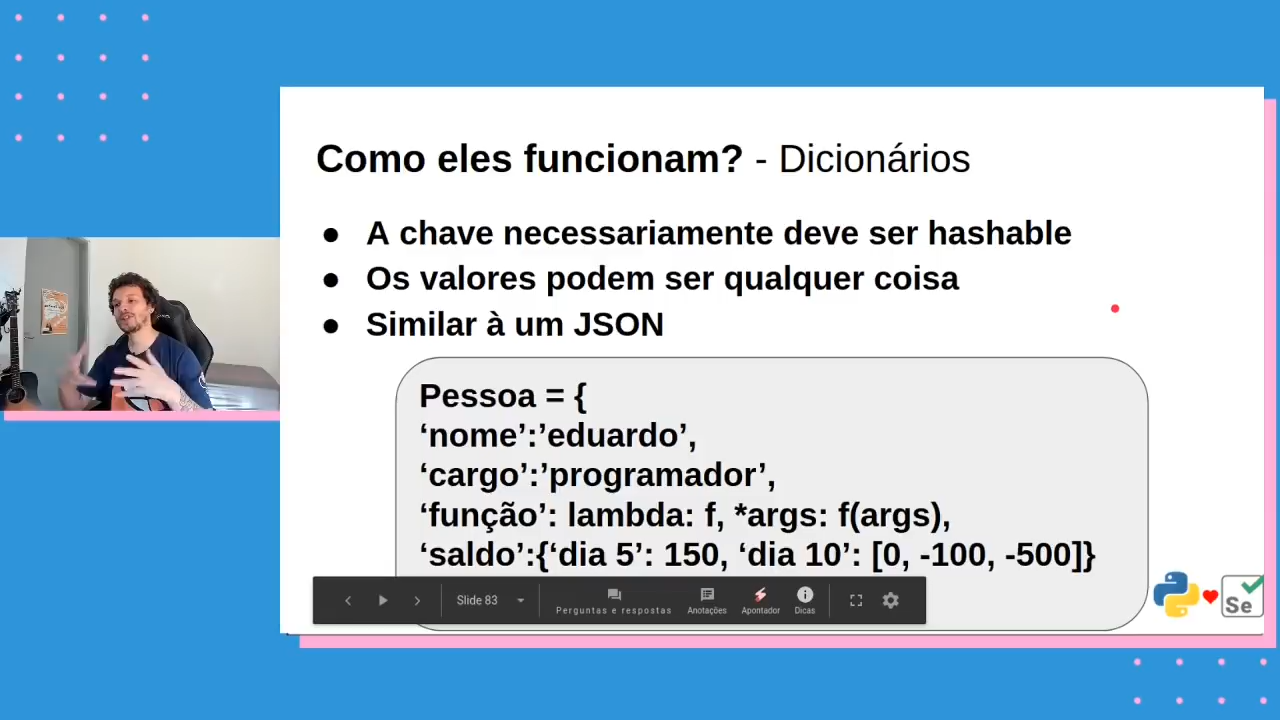 Como eles funcionam? - Dicionários
● A chave necessariamente deve ser hashable
● Os valores podem ser qualquer coisa
● Similar à um JSON
Pessoa = {
‘nome’:’eduardo’,
‘cargo’:’programador’,
‘função’: lambda: f, *args: f(args),
‘saldo’:{‘dia 5’: 150, ‘dia 10’: [0, -100, -500]}
Slide 83
Perguntas e respostas
Anotações
Apontador
Dicas
Se